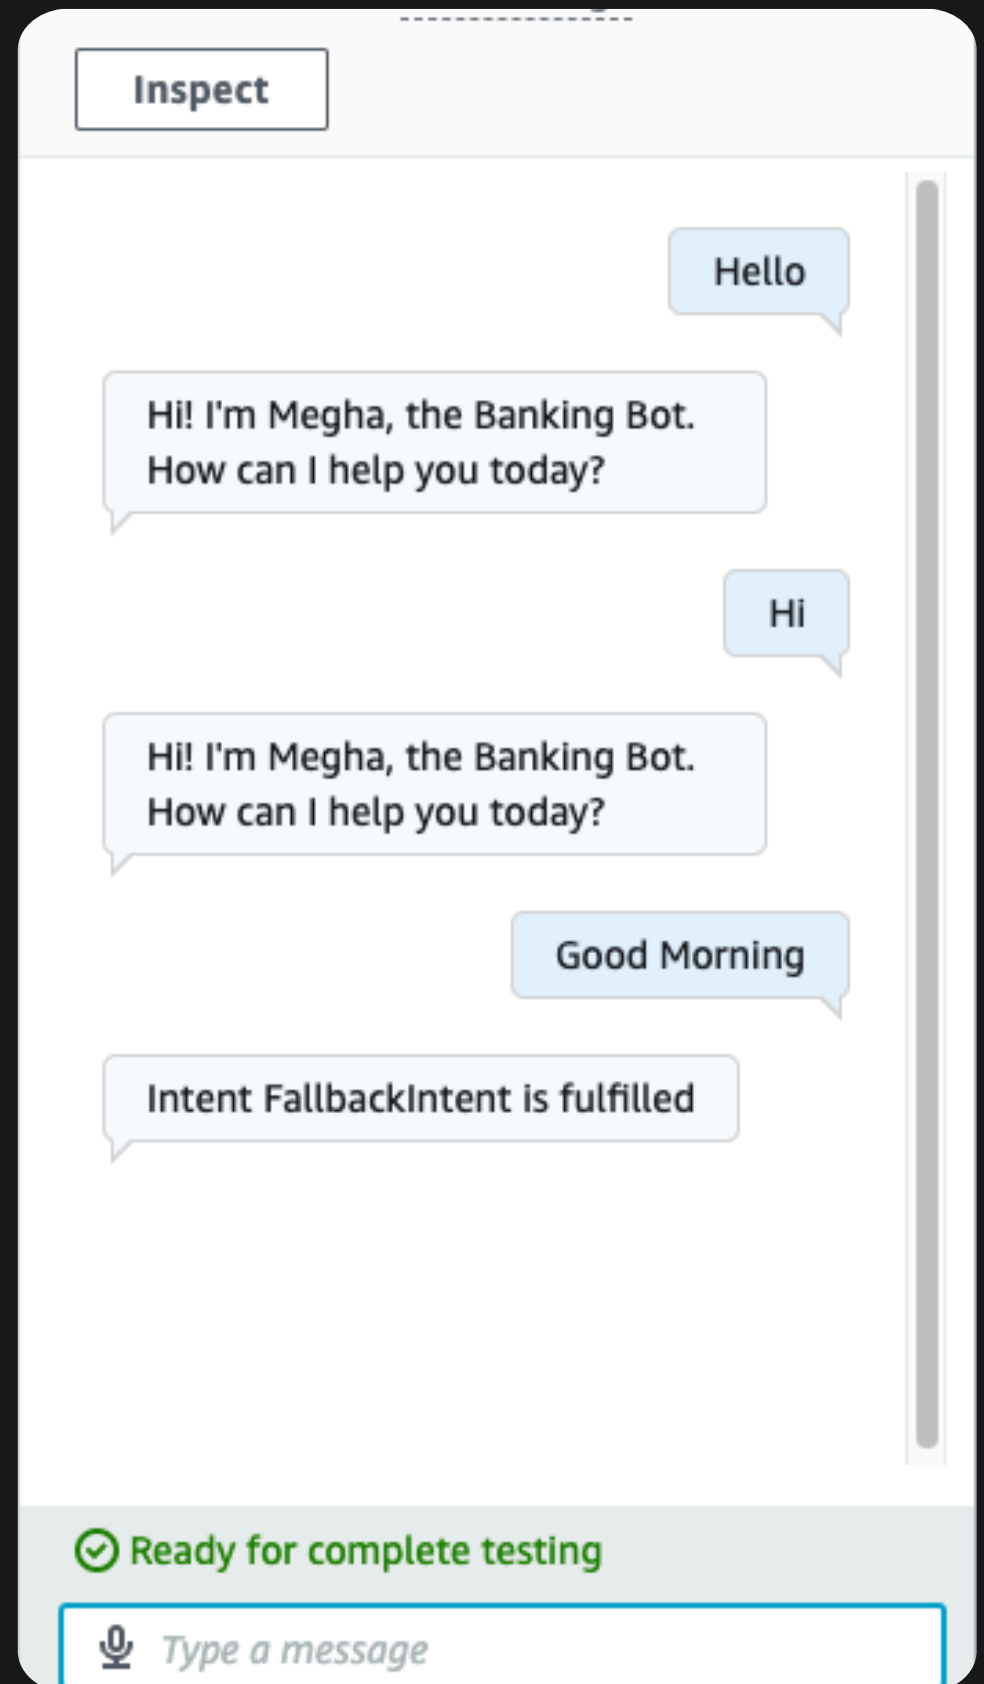 Inspect
Hello
Hi! I'm Megha, the Banking Bot.
How can I help you today?
Hi
Hi! I'm Megha, the Banking Bot.
How can I help you today?
Good Morning
Intent FallbackIntent is fulfilled
Ready for complete testing
Type a message